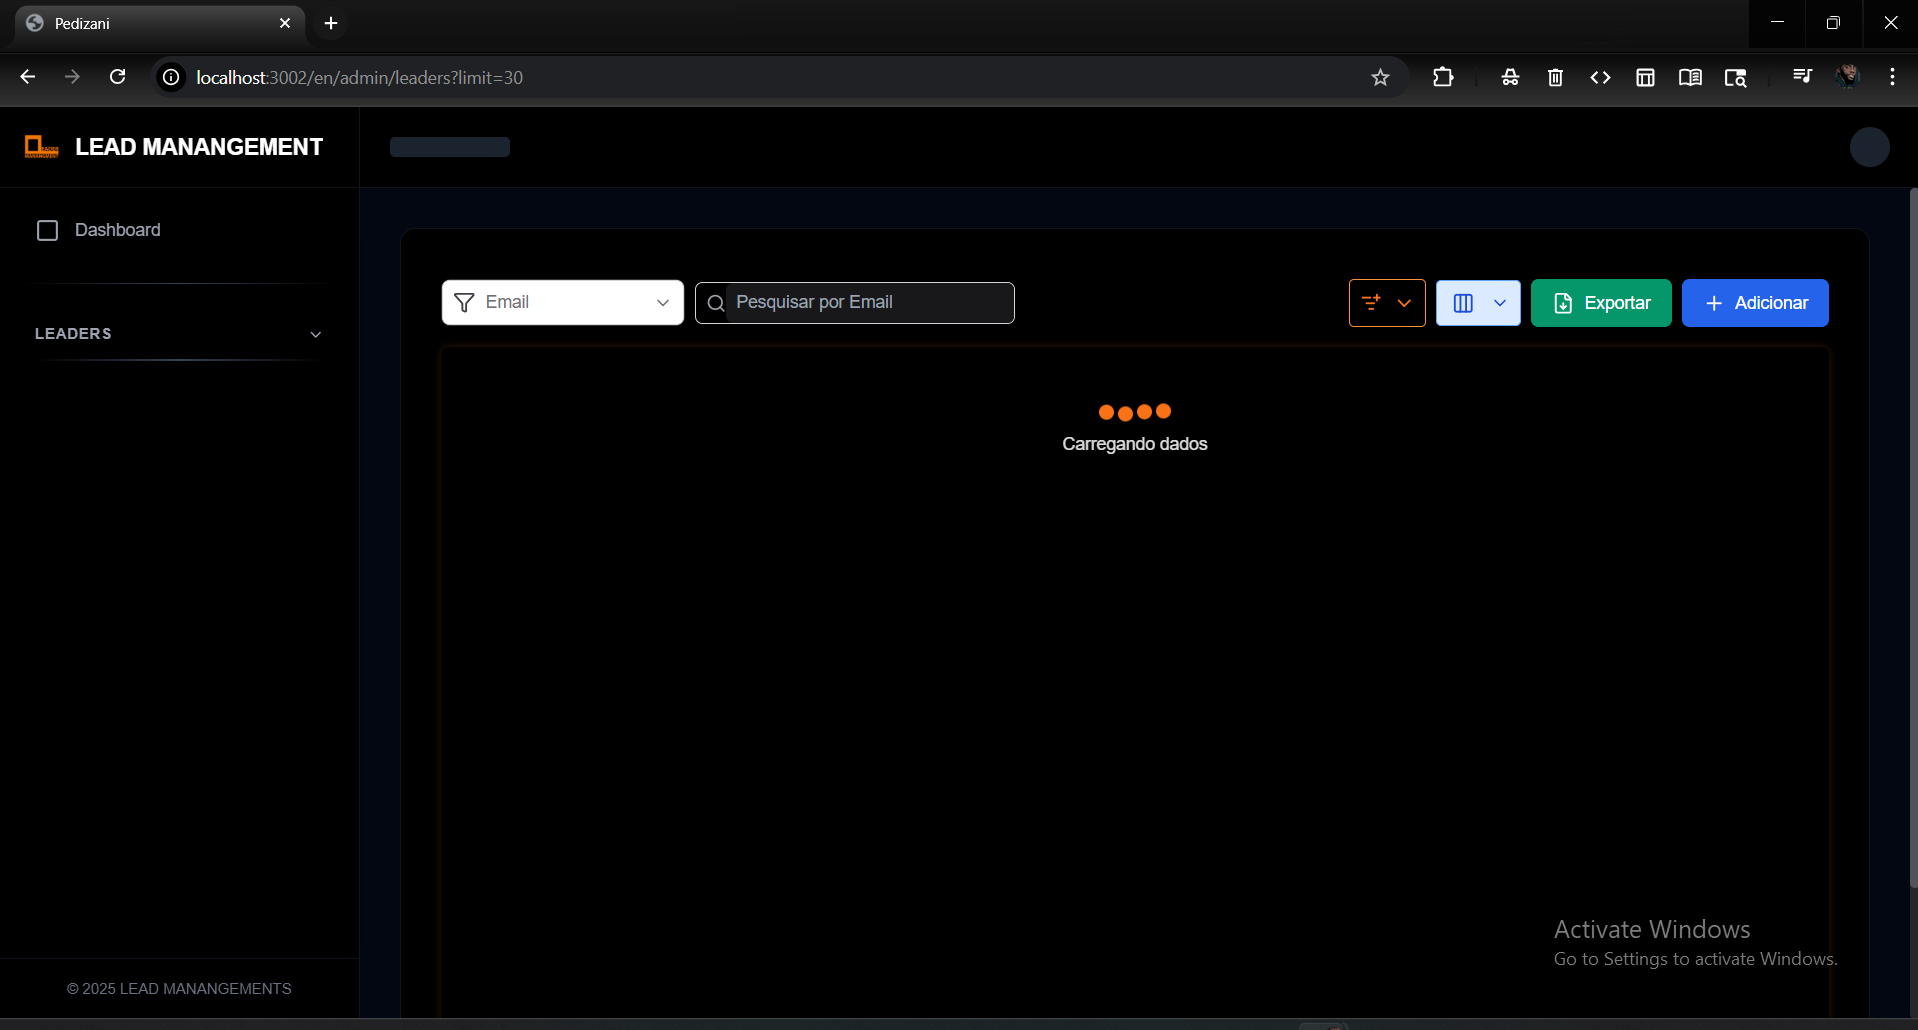 Pedizani
localhost:3002/en/admin/leaders?limit=30
LEAD MANANGEMENT
Dashboard
LEADERS
Email
Pesquisar por Email
Exportar
Adicionar
Carregando dados
Activate Windows
Go to Settings to activate Windows.
© 2025 LEAD MANANGEMENTS